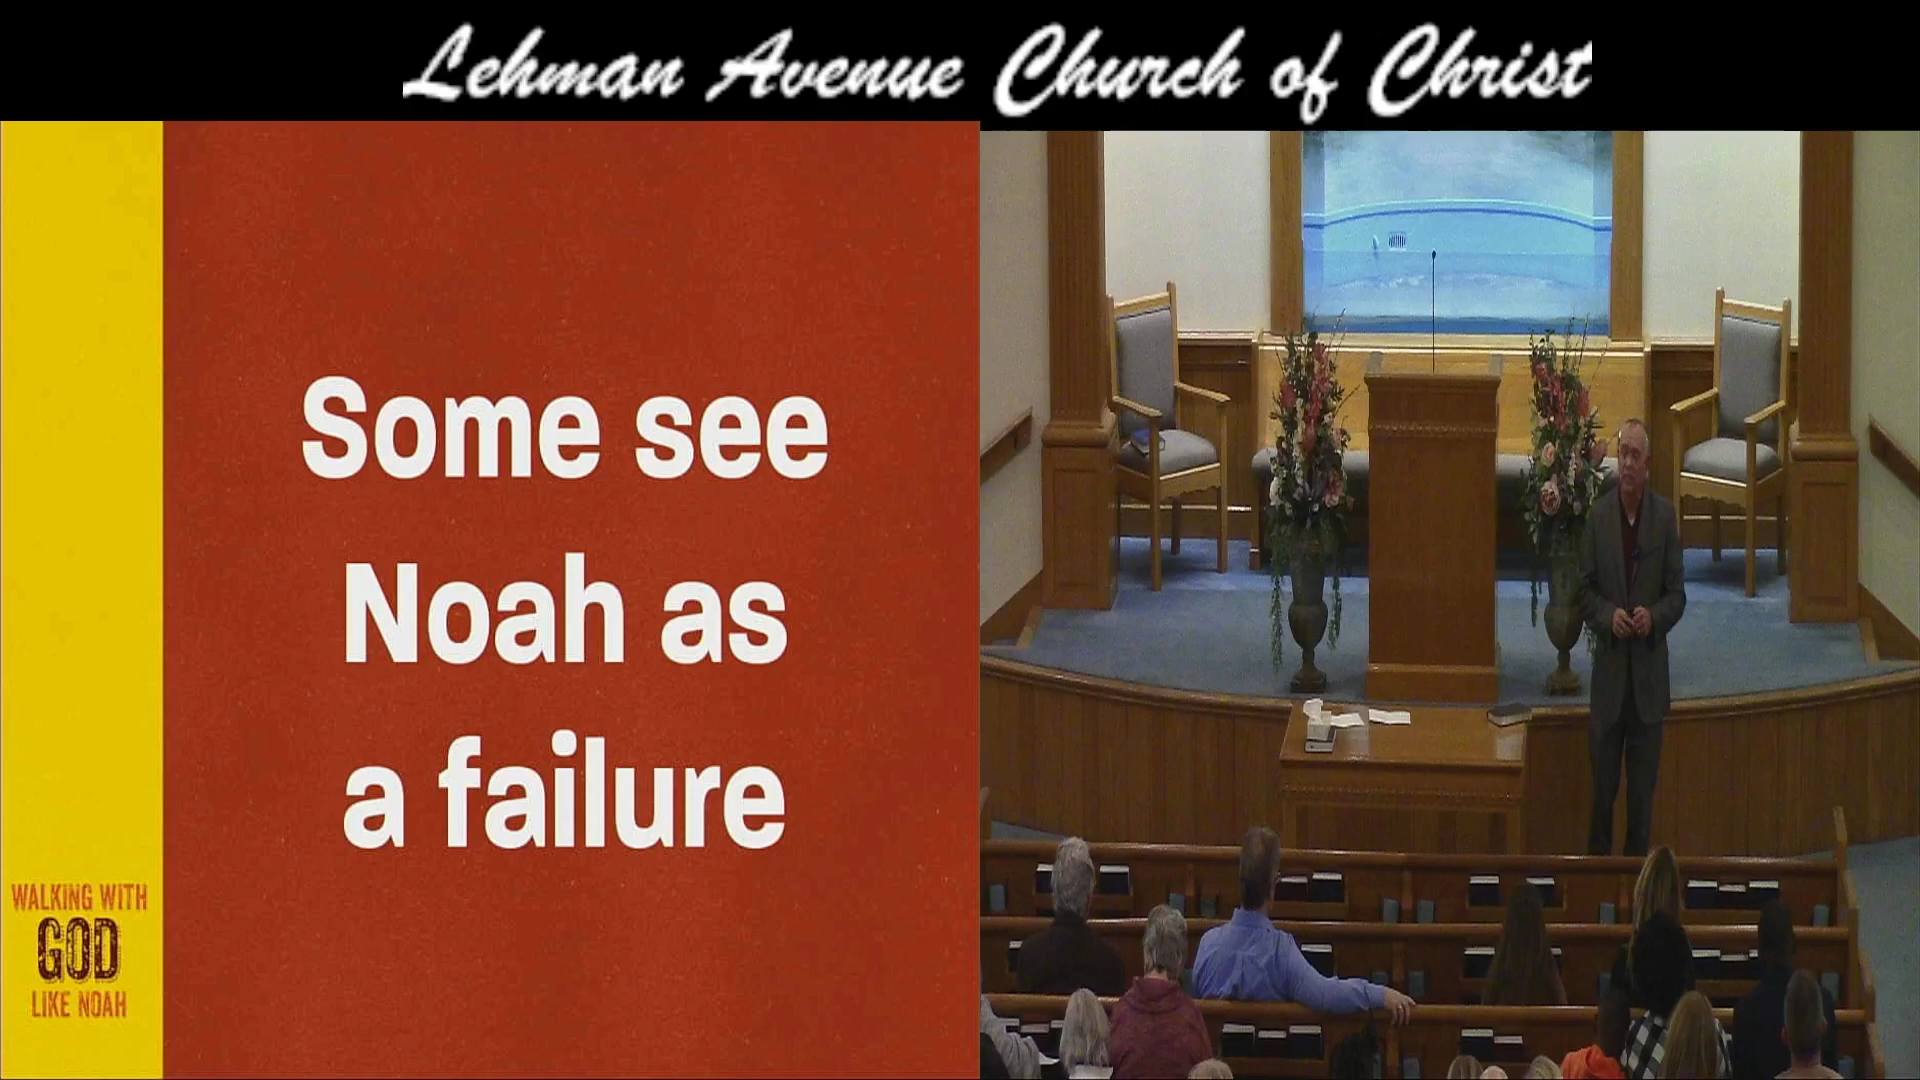 Lehman Avenue Church of Christ
Some see
Noah as
a failure
WALKING WITH
GOD
LIKE NOAH